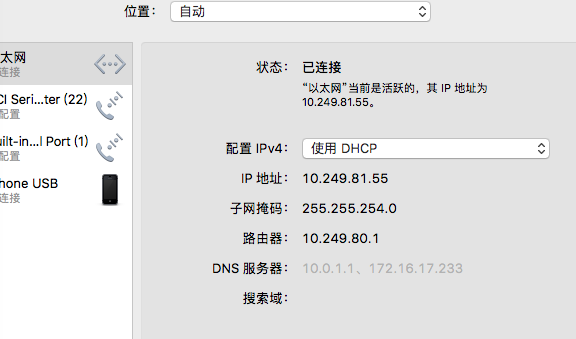 位置： 自动
太网
连接
CI Seri...ter (22)
配置
uilt-in...l Port (1)
配置
hone USB
连接
状态： 已连接
“以太网”当前是活跃的，其 IP 地址为
10.249.81.55。
配置 IPv4： 使用 DHCP
IP 地址： 10.249.81.55
子网掩码： 255.255.254.0
路由器： 10.249.80.1
DNS 服务器： 10.0.1.1、172.16.17.233
搜索域：